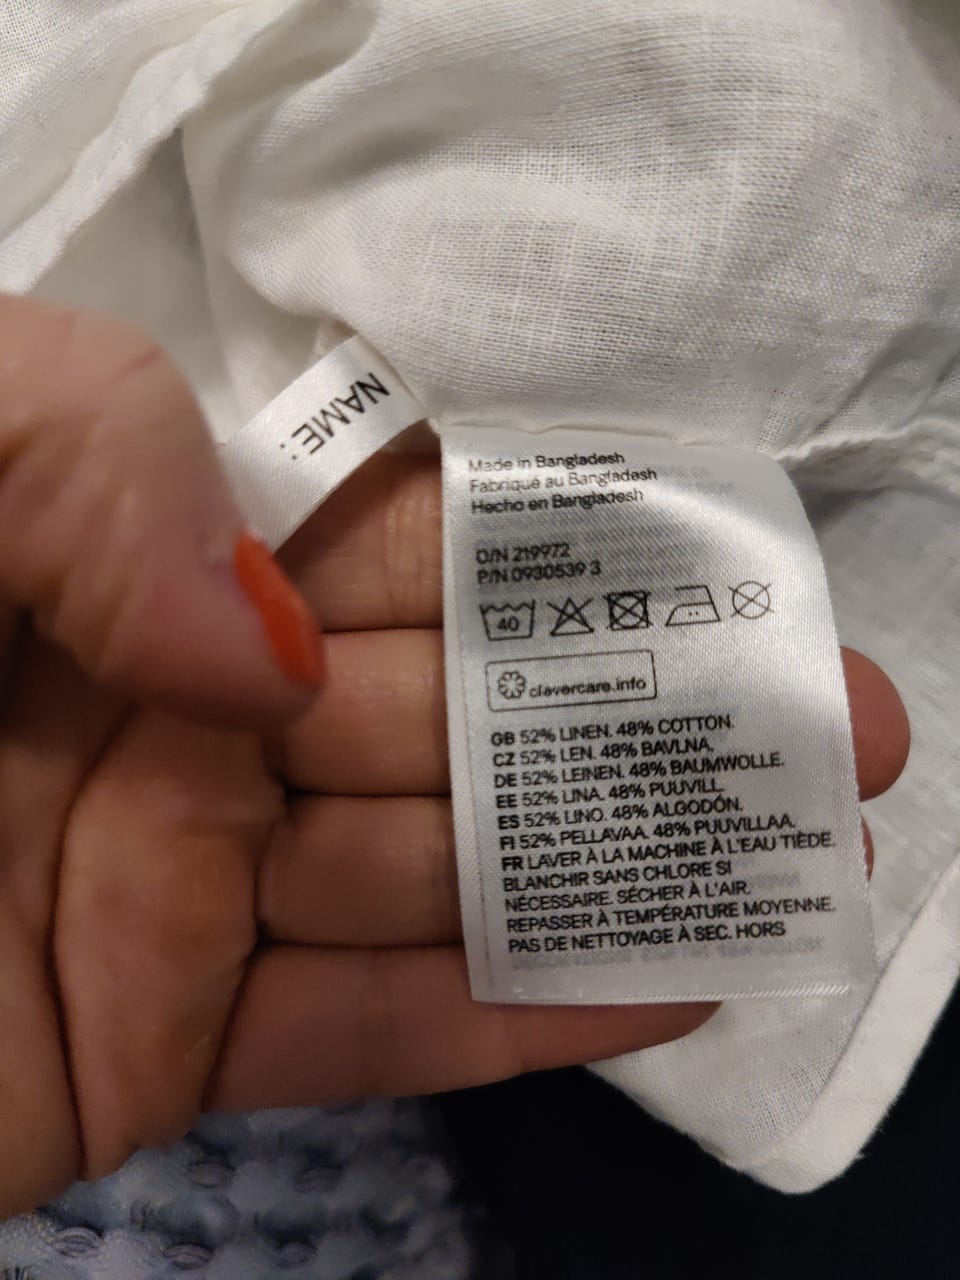 NAME:
Made in Bangladesh
Fabriqué au Bangladesh
Hecho en Bangladesh
O/N 219972
P/N 0930539 3
40
clevercare.info
GB 52% LINEN. 48% COTTON.
CZ 52% LEN. 48% BAVLNA.
DE 52% LEINEN. 48% BAUMWOLLE.
EE 52% LINA. 48% PUUVILL.
ES 52% LINO. 48% ALGODÓN.
FI 52% PELLAVAA. 48% PUUVILLAA.
FR LAVER À LA MACHINE À L'EAU TIÈDE.
BLANCHIR SANS CHLORE SI
NÉCESSAIRE. SÉCHER À L'AIR.
REPASSER À TEMPÉRATURE MOYENNE.
PAS DE NETTOYAGE À SEC. HORS